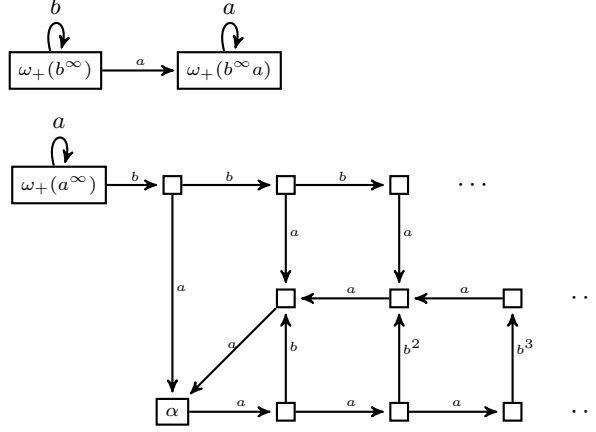 b a
ω₊(b^∞) a ω₊(b^∞a)
a
ω₊(a^∞) b b b ⋯
a a a
a a ⋯
a b b² b³
α a a a ⋯